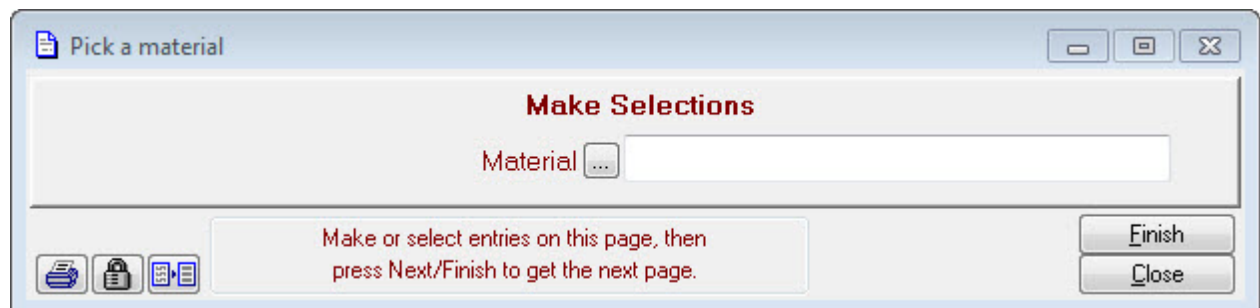 Pick a material
Make Selections
Material ...
Make or select entries on this page, then
press Next/Finish to get the next page.
Finish
Close